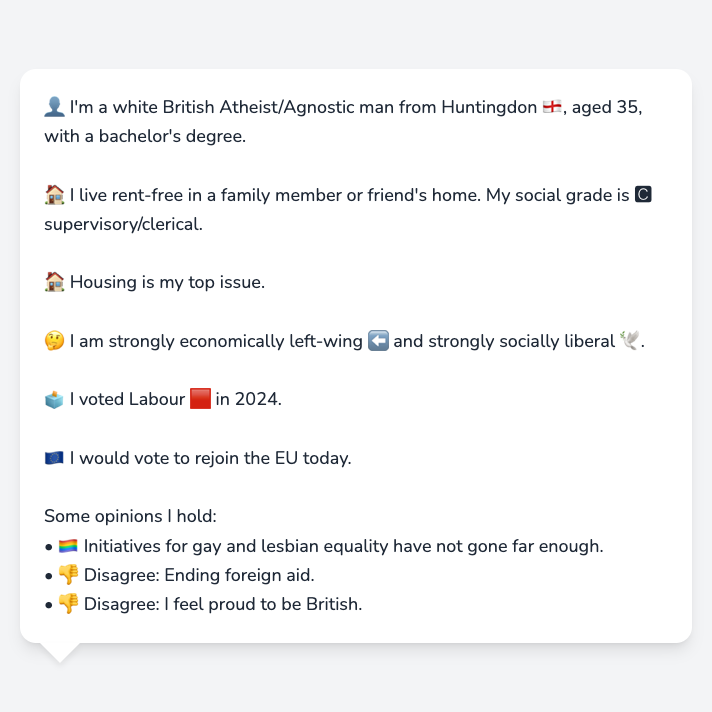 👤 I'm a white British Atheist/Agnostic man from Huntingdon 🏴󠁧󠁢󠁥󠁮󠁧󠁿, aged 35,
with a bachelor's degree.
🏠 I live rent-free in a family member or friend's home. My social grade is C
supervisory/clerical.
🏠 Housing is my top issue.
🤔 I am strongly economically left-wing ⬅️ and strongly socially liberal 🕊️.
🗳️ I voted Labour 🟥 in 2024.
🇪🇺 I would vote to rejoin the EU today.
Some opinions I hold:
• 🏳️‍🌈 Initiatives for gay and lesbian equality have not gone far enough.
• 👎 Disagree: Ending foreign aid.
• 👎 Disagree: I feel proud to be British.